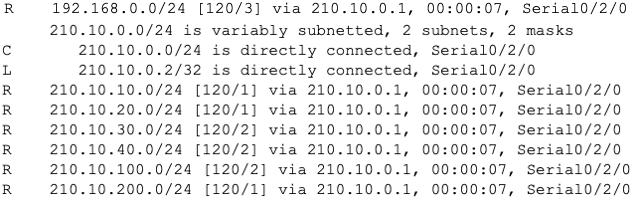 R    192.168.0.0/24 [120/3] via 210.10.0.1, 00:00:07, Serial0/2/0
     210.10.0.0/24 is variably subnetted, 2 subnets, 2 masks
C       210.10.0.0/24 is directly connected, Serial0/2/0
L       210.10.0.2/32 is directly connected, Serial0/2/0
R    210.10.10.0/24 [120/1] via 210.10.0.1, 00:00:07, Serial0/2/0
R    210.10.20.0/24 [120/1] via 210.10.0.1, 00:00:07, Serial0/2/0
R    210.10.30.0/24 [120/2] via 210.10.0.1, 00:00:07, Serial0/2/0
R    210.10.40.0/24 [120/2] via 210.10.0.1, 00:00:07, Serial0/2/0
R    210.10.100.0/24 [120/2] via 210.10.0.1, 00:00:07, Serial0/2/0
R    210.10.200.0/24 [120/1] via 210.10.0.1, 00:00:07, Serial0/2/0